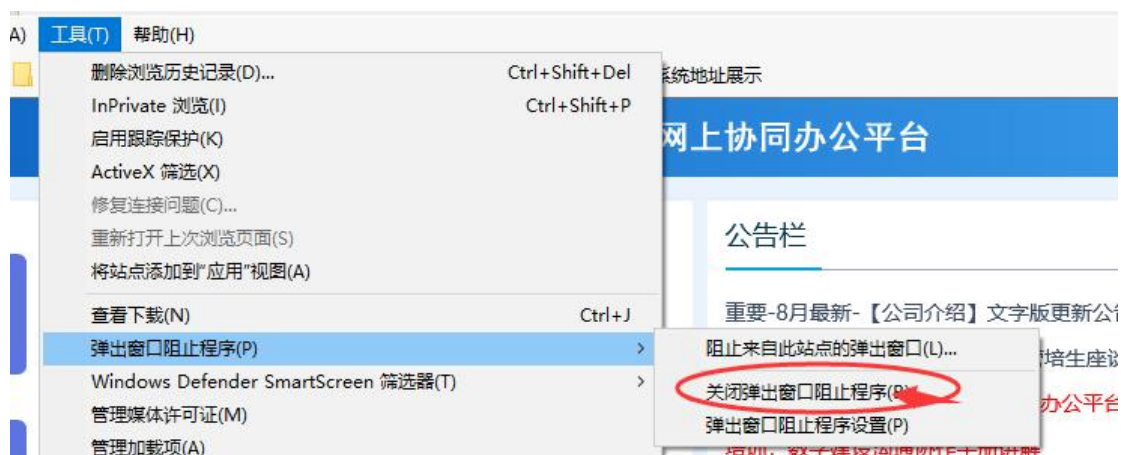 A) 工具(T) 帮助(H)
删除浏览历史记录(D)... Ctrl+Shift+Del
系统地址展示
InPrivate 浏览(I) Ctrl+Shift+P
启用跟踪保护(K)
网上协同办公平台
ActiveX 筛选(X)
修复连接问题(C)...
重新打开上次浏览页面(S)
公告栏
将站点添加到“应用”视图(A)
查看下载(N) Ctrl+J
重要-8月最新-【公司介绍】文字版更新公告
弹出窗口阻止程序(P)
阻止来自此站点的弹出窗口(L)...
培生座谈
Windows Defender SmartScreen 筛选器(T)
关闭弹出窗口阻止程序(B)
办公平台
管理媒体许可证(M)
弹出窗口阻止程序设置(P)
管理加载项(A)